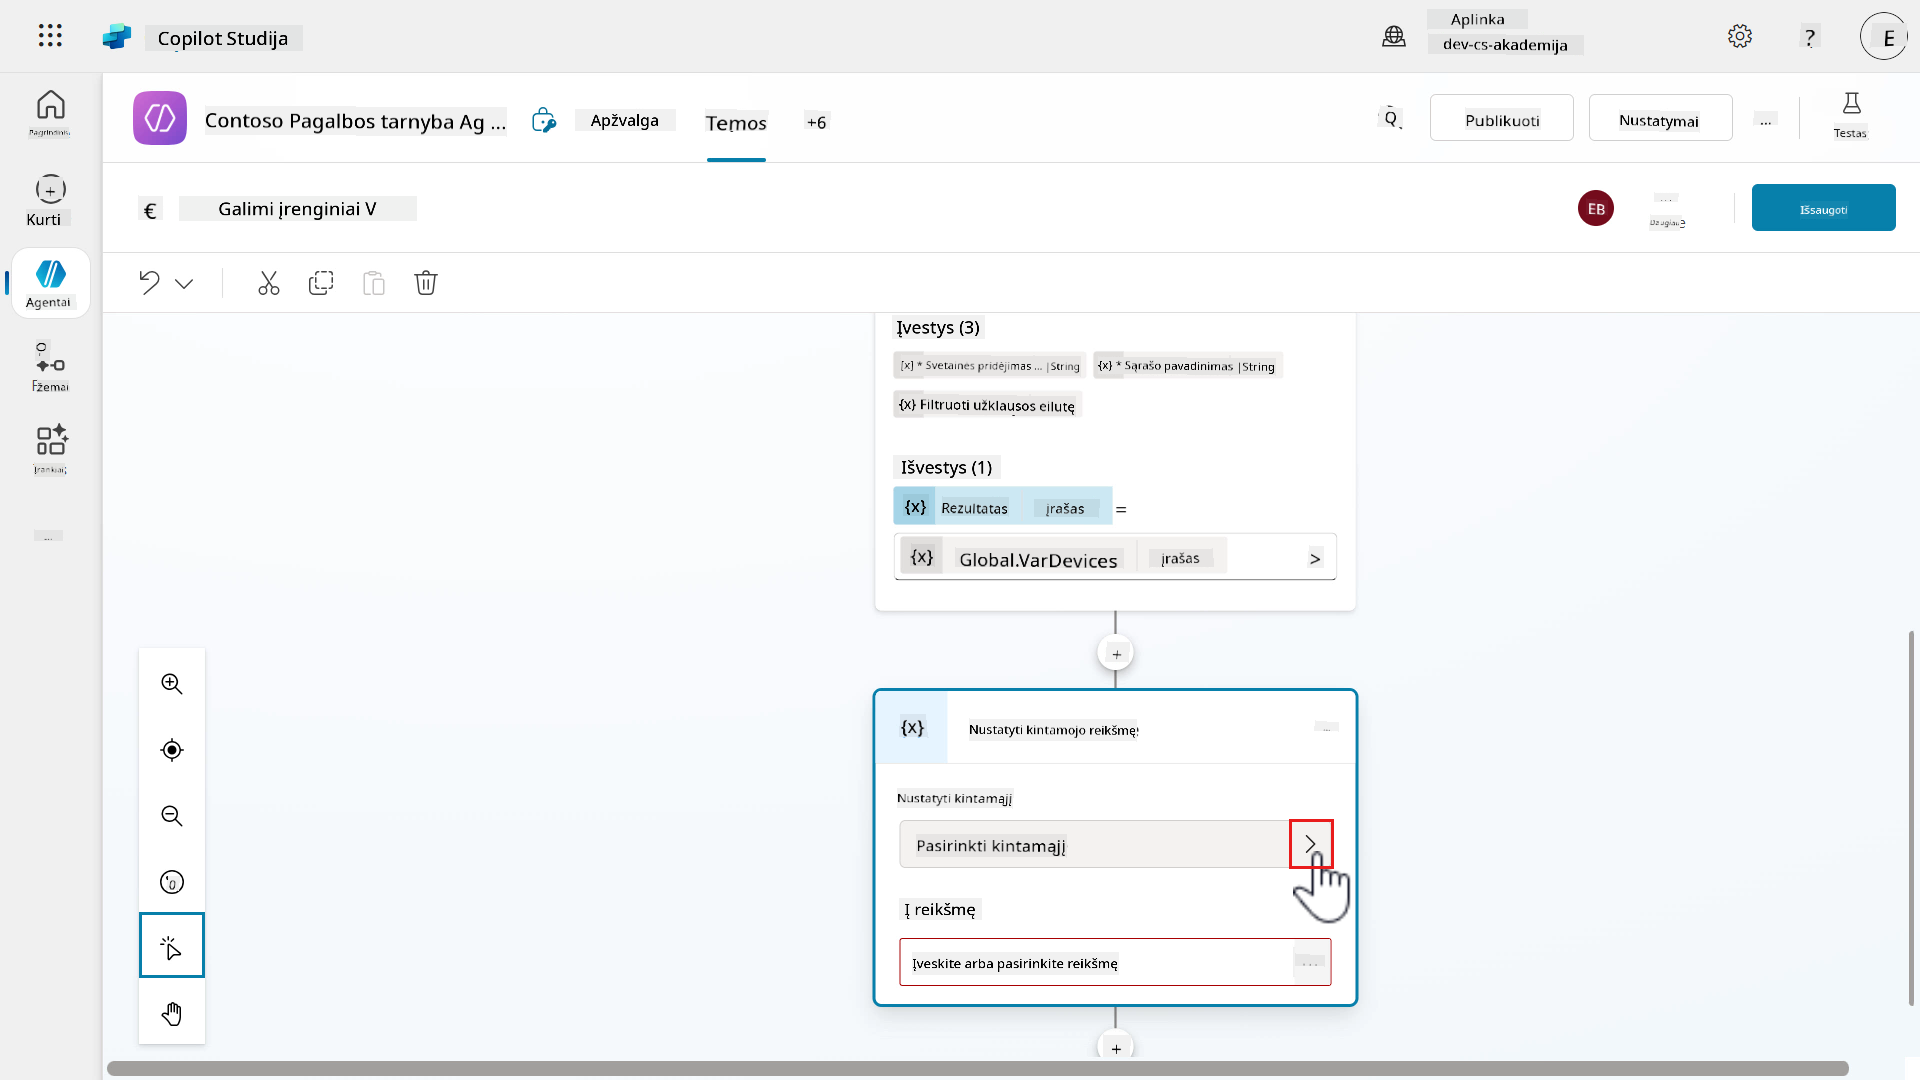 Copilot Studija
Aplinka
dev-cs-akademija
?
E
Pagrindinis
Contoso Pagalbos tarnyba Ag ...
Apžvalga
Temos
+6
Publikuoti
Nustatymai
...
Testas
Kurti
€
Galimi įrenginiai V
EB
...
Išsaugoti
Agentai
Įvestys (3)
[x] * Svetainės pridėjimas ... |String
{x} * Sąrašo pavadinimas |String
{x} Filtruoti užklausos eilutę
Įrankiai
...
Išvestys (1)
{x} Rezultatas įrašas =
{x} Global.VarDevices įrašas >
{x} Nustatyti kintamojo reikšmę
...
Nustatyti kintamąjį
Pasirinkti kintamąjį
Į reikšmę
Įveskite arba pasirinkite reikšmę
...